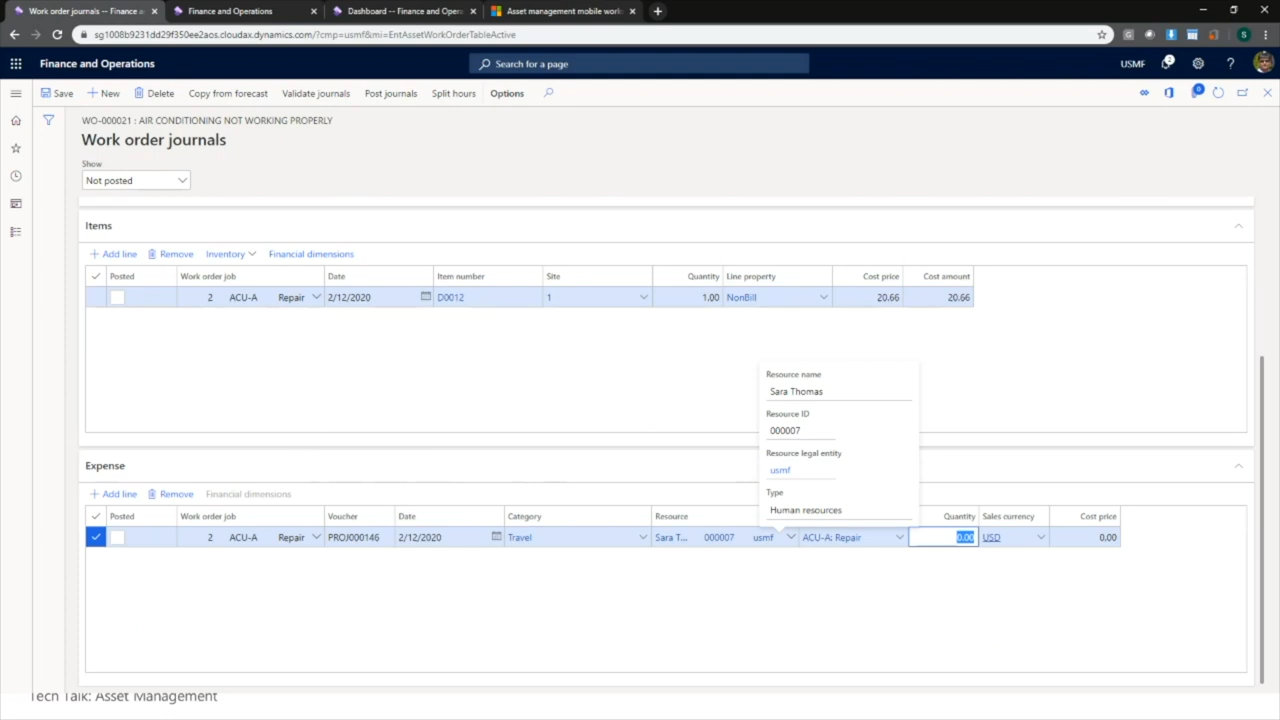 Work order journals -- Finance an
Finance and Operations
Dashboard -- Finance and Opera
Asset management mobile work
sg1008b9231dd29f350ee2aos.cloudax.dynamics.com/?cmp=usmf&mi=EntAssetWorkOrderTableActive
S
Finance and Operations
Search for a page
USMF
2
?
Save
New
Delete
Copy from forecast
Validate journals
Post journals
Split hours
Options
0
WO-000021 : AIR CONDITIONING NOT WORKING PROPERLY
Work order journals
Show
Not posted
Items
Add line
Remove
Inventory
Financial dimensions
Posted Work order job Date Item number Site Quantity Line property Cost price Cost amount
2 ACU-A Repair 2/12/2020 D0012 1 1.00 NonBill 20.66 20.66
Resource name
Sara Thomas
Resource ID
000007
Resource legal entity
usmf
Type
Human resources
Expense
Add line
Remove
Financial dimensions
Posted Work order job Voucher Date Category Resource Quantity Sales currency Cost price
2 ACU-A Repair PROJ000146 2/12/2020 Travel Sara T... 000007 usmf ACU-A: Repair 0.00 USD 0.00
Tech Talk: Asset Management